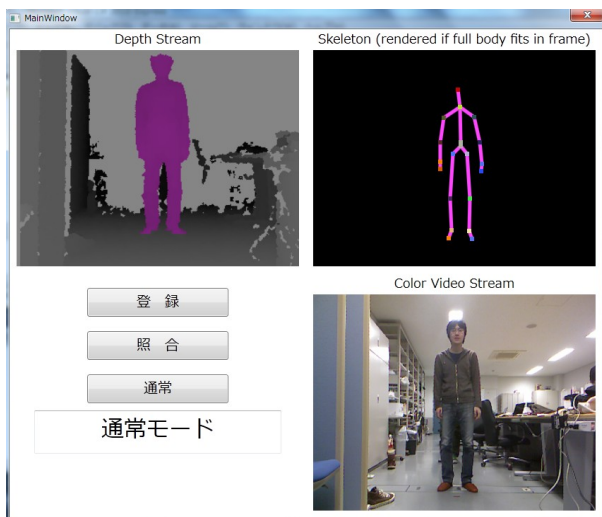 MainWindow
Depth Stream
Skeleton (rendered if full body fits in frame)
登　録
照　合
通常
通常モード
Color Video Stream